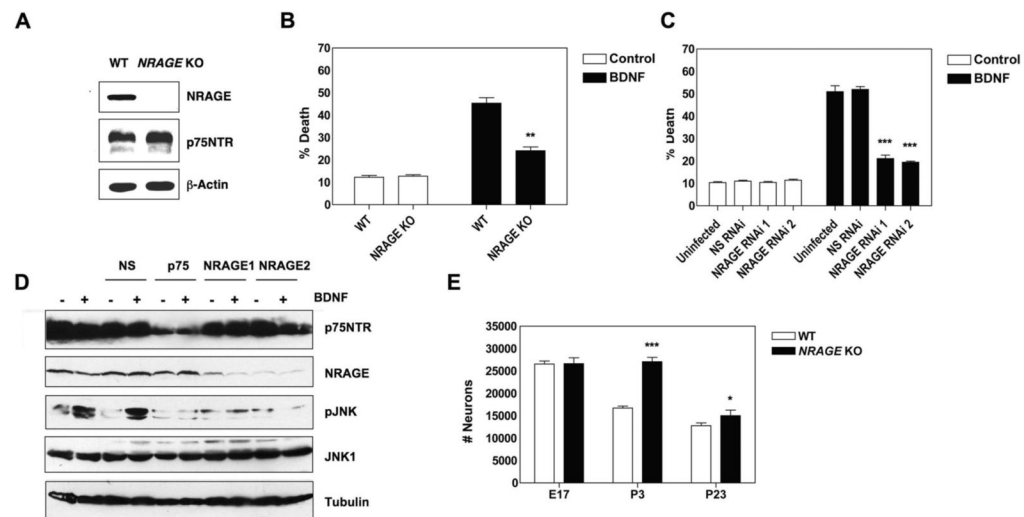 A
WT NRAGE KO
NRAGE
p75NTR
β-Actin
B
Control
BDNF
% Death
70
60
50
40
30
20
10
0
**
WT
NRAGE KO
WT
NRAGE KO
C
Control
BDNF
% Death
70
60
50
40
30
20
10
0
***
***
Uninfected
NS RNAi
NRAGE RNAi 1
NRAGE RNAi 2
Uninfected
NS RNAi
NRAGE RNAi 1
NRAGE RNAi 2
D
NS p75 NRAGE1 NRAGE2
- + - + - + - + - + BDNF
p75NTR
NRAGE
pJNK
JNK1
Tubulin
E
WT
NRAGE KO
# Neurons
35000
30000
25000
20000
15000
10000
5000
0
***
*
E17 P3 P23